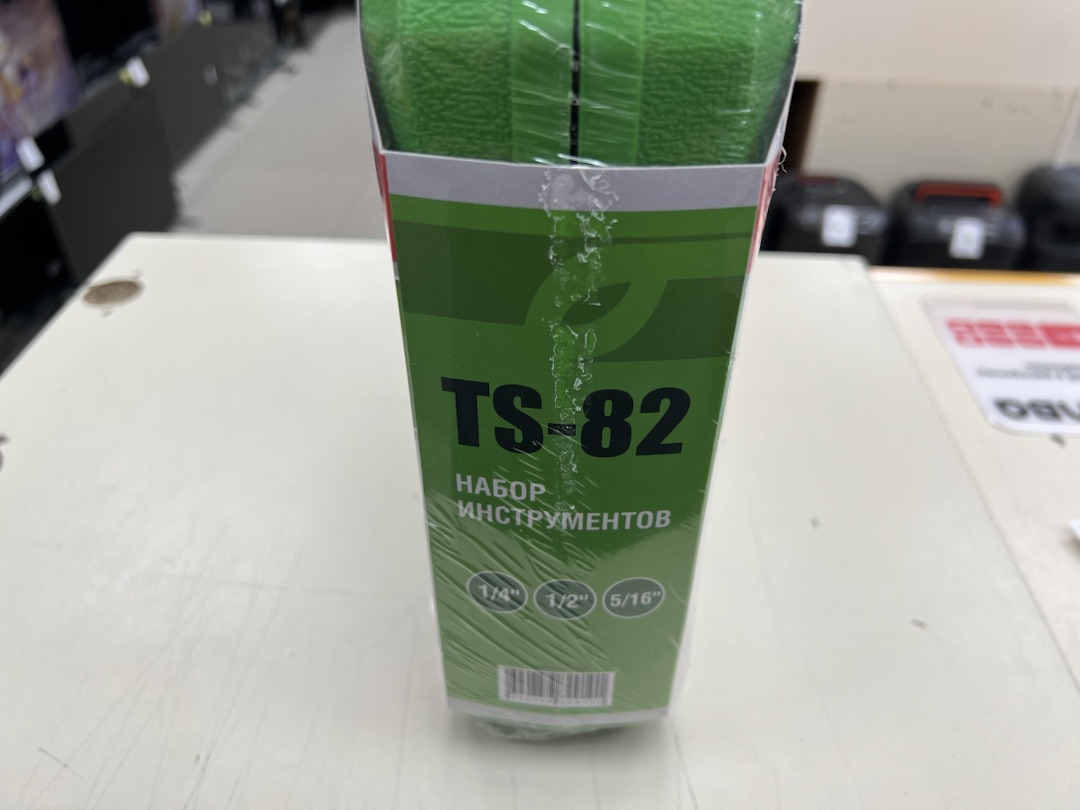 TS-82
НАБОР
ИНСТРУМЕНТОВ
1/4" 1/2" 5/16"